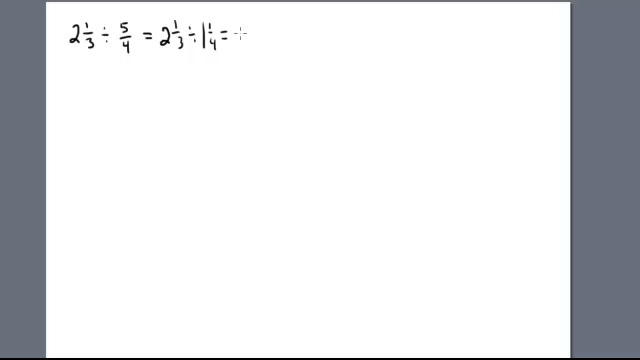 2 1/3 ÷ 5/4 = 2 1/3 ÷ 1 1/4 =